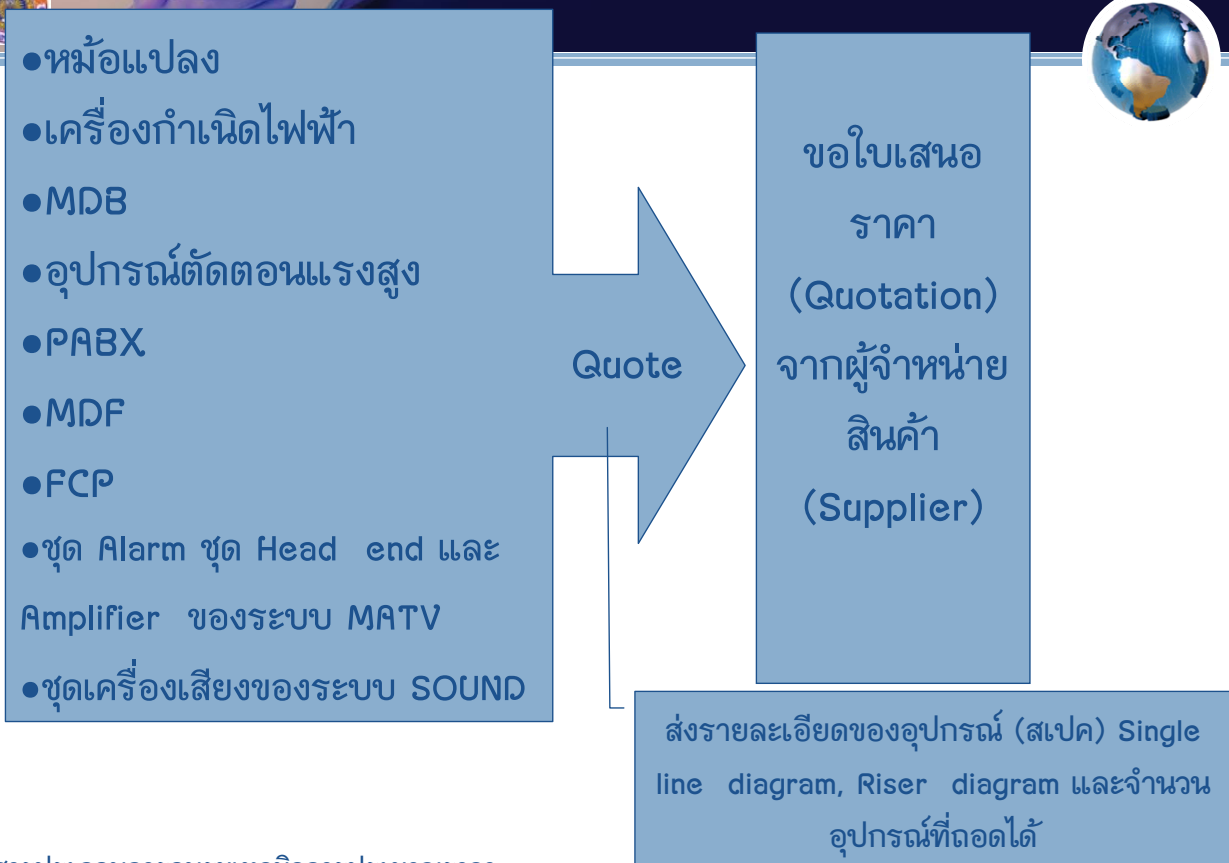 ●หม้อแปลง
●เครื่องกำเนิดไฟฟ้า
●MDB
●อุปกรณ์ตัดตอนแรงสูง
●PABX
●MDF
●FCP
●ชุด Alarm ชุด Head end และ
Amplifier ของระบบ MATV
●ชุดเครื่องเสียงของระบบ SOUND
Quote
ขอใบเสนอ
ราคา
(Quotation)
จากผู้จำหน่าย
สินค้า
(Supplier)
ส่งรายละเอียดของอุปกรณ์ (สเปค) Single
line diagram, Riser diagram และจำนวน
อุปกรณ์ที่ถอดได้